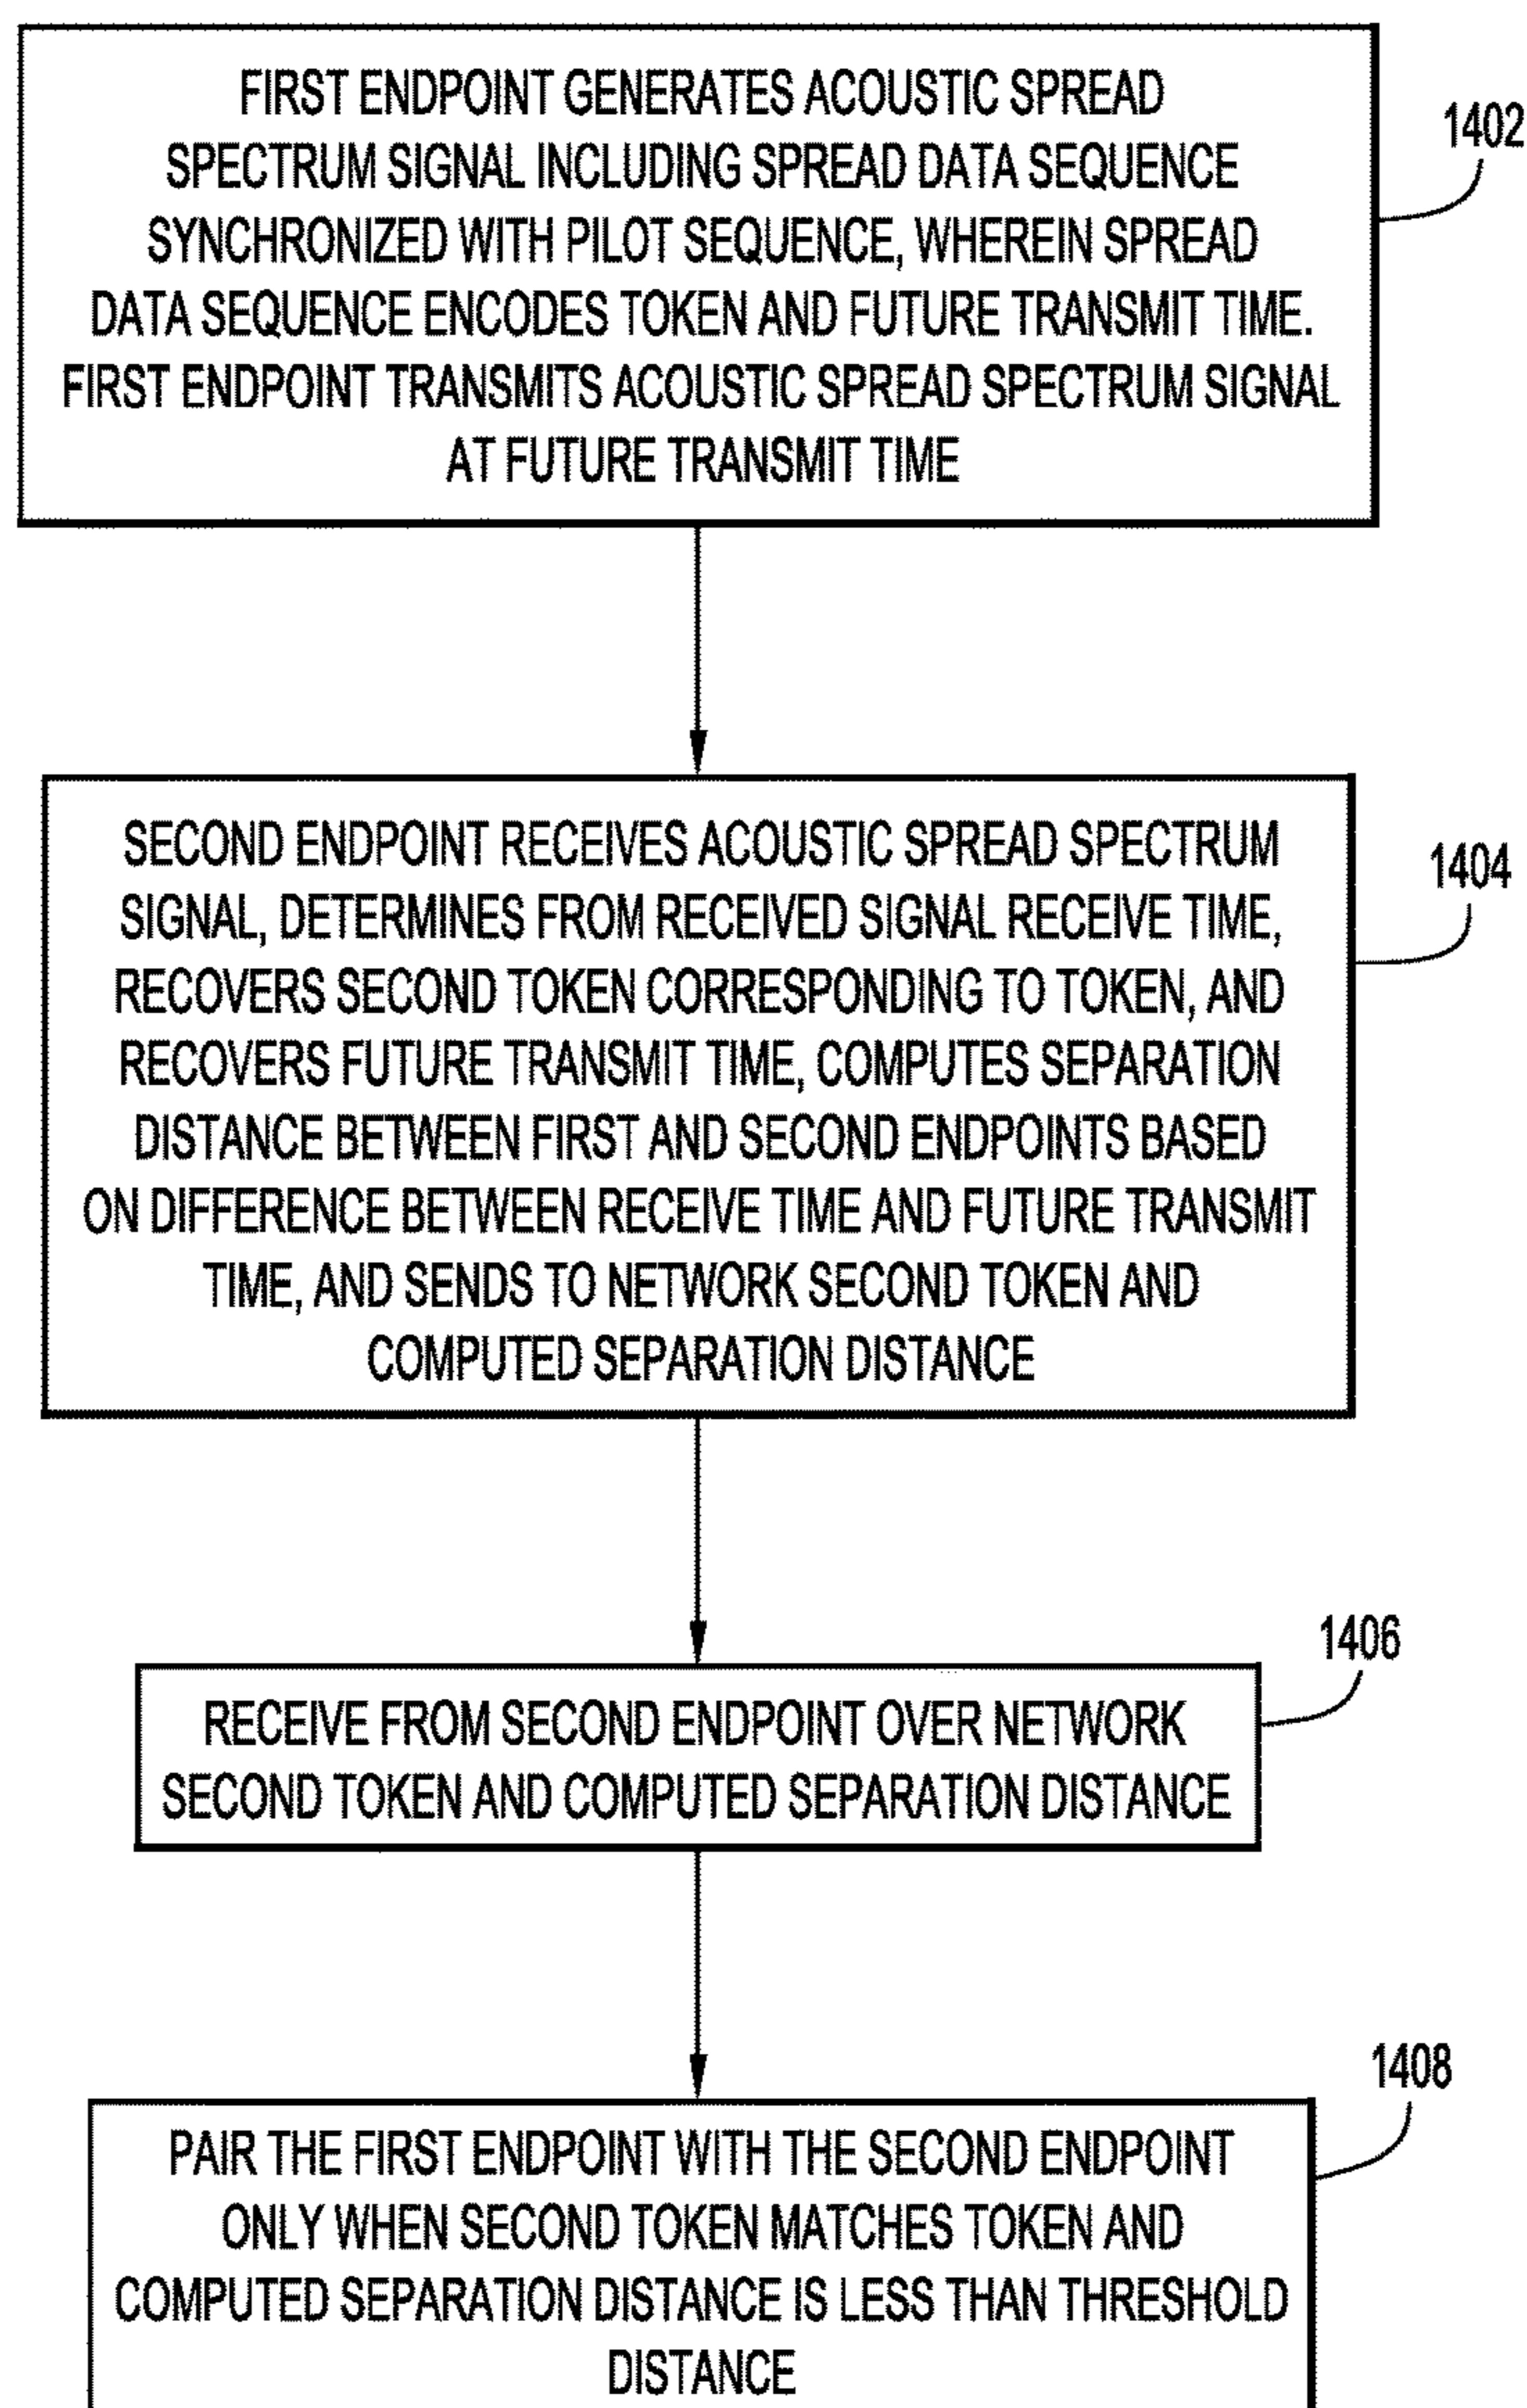 FIRST ENDPOINT GENERATES ACOUSTIC SPREAD
SPECTRUM SIGNAL INCLUDING SPREAD DATA SEQUENCE
SYNCHRONIZED WITH PILOT SEQUENCE, WHEREIN SPREAD
DATA SEQUENCE ENCODES TOKEN AND FUTURE TRANSMIT TIME.
FIRST ENDPOINT TRANSMITS ACOUSTIC SPREAD SPECTRUM SIGNAL
AT FUTURE TRANSMIT TIME
1402
SECOND ENDPOINT RECEIVES ACOUSTIC SPREAD SPECTRUM
SIGNAL, DETERMINES FROM RECEIVED SIGNAL RECEIVE TIME,
RECOVERS SECOND TOKEN CORRESPONDING TO TOKEN, AND
RECOVERS FUTURE TRANSMIT TIME, COMPUTES SEPARATION
DISTANCE BETWEEN FIRST AND SECOND ENDPOINTS BASED
ON DIFFERENCE BETWEEN RECEIVE TIME AND FUTURE TRANSMIT
TIME, AND SENDS TO NETWORK SECOND TOKEN AND
COMPUTED SEPARATION DISTANCE
1404
RECEIVE FROM SECOND ENDPOINT OVER NETWORK
SECOND TOKEN AND COMPUTED SEPARATION DISTANCE
1406
PAIR THE FIRST ENDPOINT WITH THE SECOND ENDPOINT
ONLY WHEN SECOND TOKEN MATCHES TOKEN AND
COMPUTED SEPARATION DISTANCE IS LESS THAN THRESHOLD
DISTANCE
1408